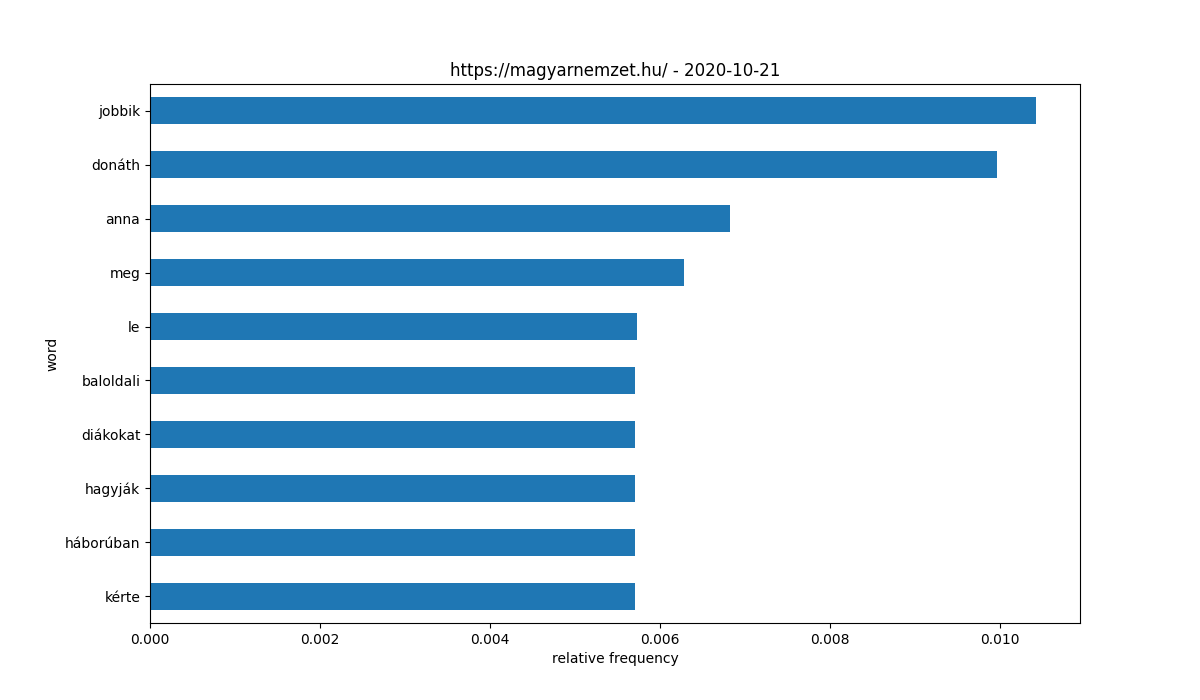 https://magyarnemzet.hu/ - 2020-10-21
jobbik
donáth
anna
meg
le
baloldali
diákokat
hagyják
háborúban
kérte
word
0.000 0.002 0.004 0.006 0.008 0.010
relative frequency